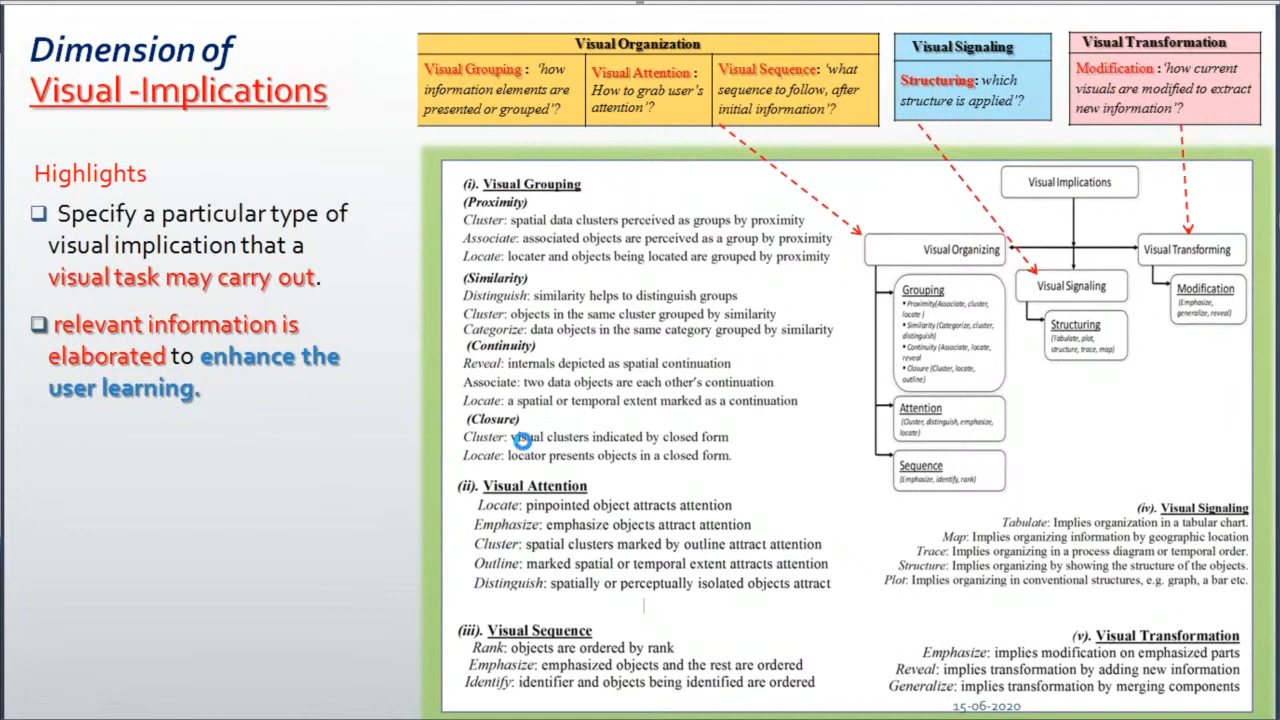 Dimension of
Visual -Implications
Highlights
Specify a particular type of
visual implication that a
visual task may carry out.
relevant information is
elaborated to enhance the
user learning.
Visual Organization
Visual Grouping : ‘how
information elements are
presented or grouped’?
Visual Attention :
How to grab user’s
attention’?
Visual Sequence: ‘what
sequence to follow, after
initial information’?
Visual Signaling
Structuring: which
structure is applied’?
Visual Transformation
Modification : ‘how current
visuals are modified to extract
new information’?
(i). Visual Grouping
(Proximity)
Cluster: spatial data clusters perceived as groups by proximity
Associate: associated objects are perceived as a group by proximity
Locate: locater and objects being located are grouped by proximity
(Similarity)
Distinguish: similarity helps to distinguish groups
Cluster: objects in the same cluster grouped by similarity
Categorize: data objects in the same category grouped by similarity
(Continuity)
Reveal: internals depicted as spatial continuation
Associate: two data objects are each other’s continuation
Locate: a spatial or temporal extent marked as a continuation
(Closure)
Cluster: visual clusters indicated by closed form
Locate: locator presents objects in a closed form.
(ii). Visual Attention
Locate: pinpointed object attracts attention
Emphasize: emphasize objects attract attention
Cluster: spatial clusters marked by outline attract attention
Outline: marked spatial or temporal extent attracts attention
Distinguish: spatially or perceptually isolated objects attract
(iii). Visual Sequence
Rank: objects are ordered by rank
Emphasize: emphasized objects and the rest are ordered
Identify: identifier and objects being identified are ordered
Visual Implications
Visual Organizing
Visual Signaling
Visual Transforming
Grouping
• Proximity(Associate, cluster,
locate )
• Similarity (Categorize, cluster,
distinguish)
• Continuity (Associate, locate,
reveal
• Closure (Cluster, locate,
outline)
Attention
(Cluster, distinguish, emphasize,
locate)
Sequence
(Emphasize, identify, rank)
Structuring
(Tabulate, plot,
structure, trace, map)
Modification
(Emphasize,
generalize, reveal)
(iv). Visual Signaling
Tabulate: Implies organization in a tabular chart.
Map: Implies organizing information by geographic location
Trace: Implies organizing in a process diagram or temporal order.
Structure: Implies organizing by showing the structure of the objects.
Plot: Implies organizing in conventional structures, e.g. graph, a bar etc.
(v). Visual Transformation
Emphasize: implies modification on emphasized parts
Reveal: implies transformation by adding new information
Generalize: implies transformation by merging components
15-06-2020